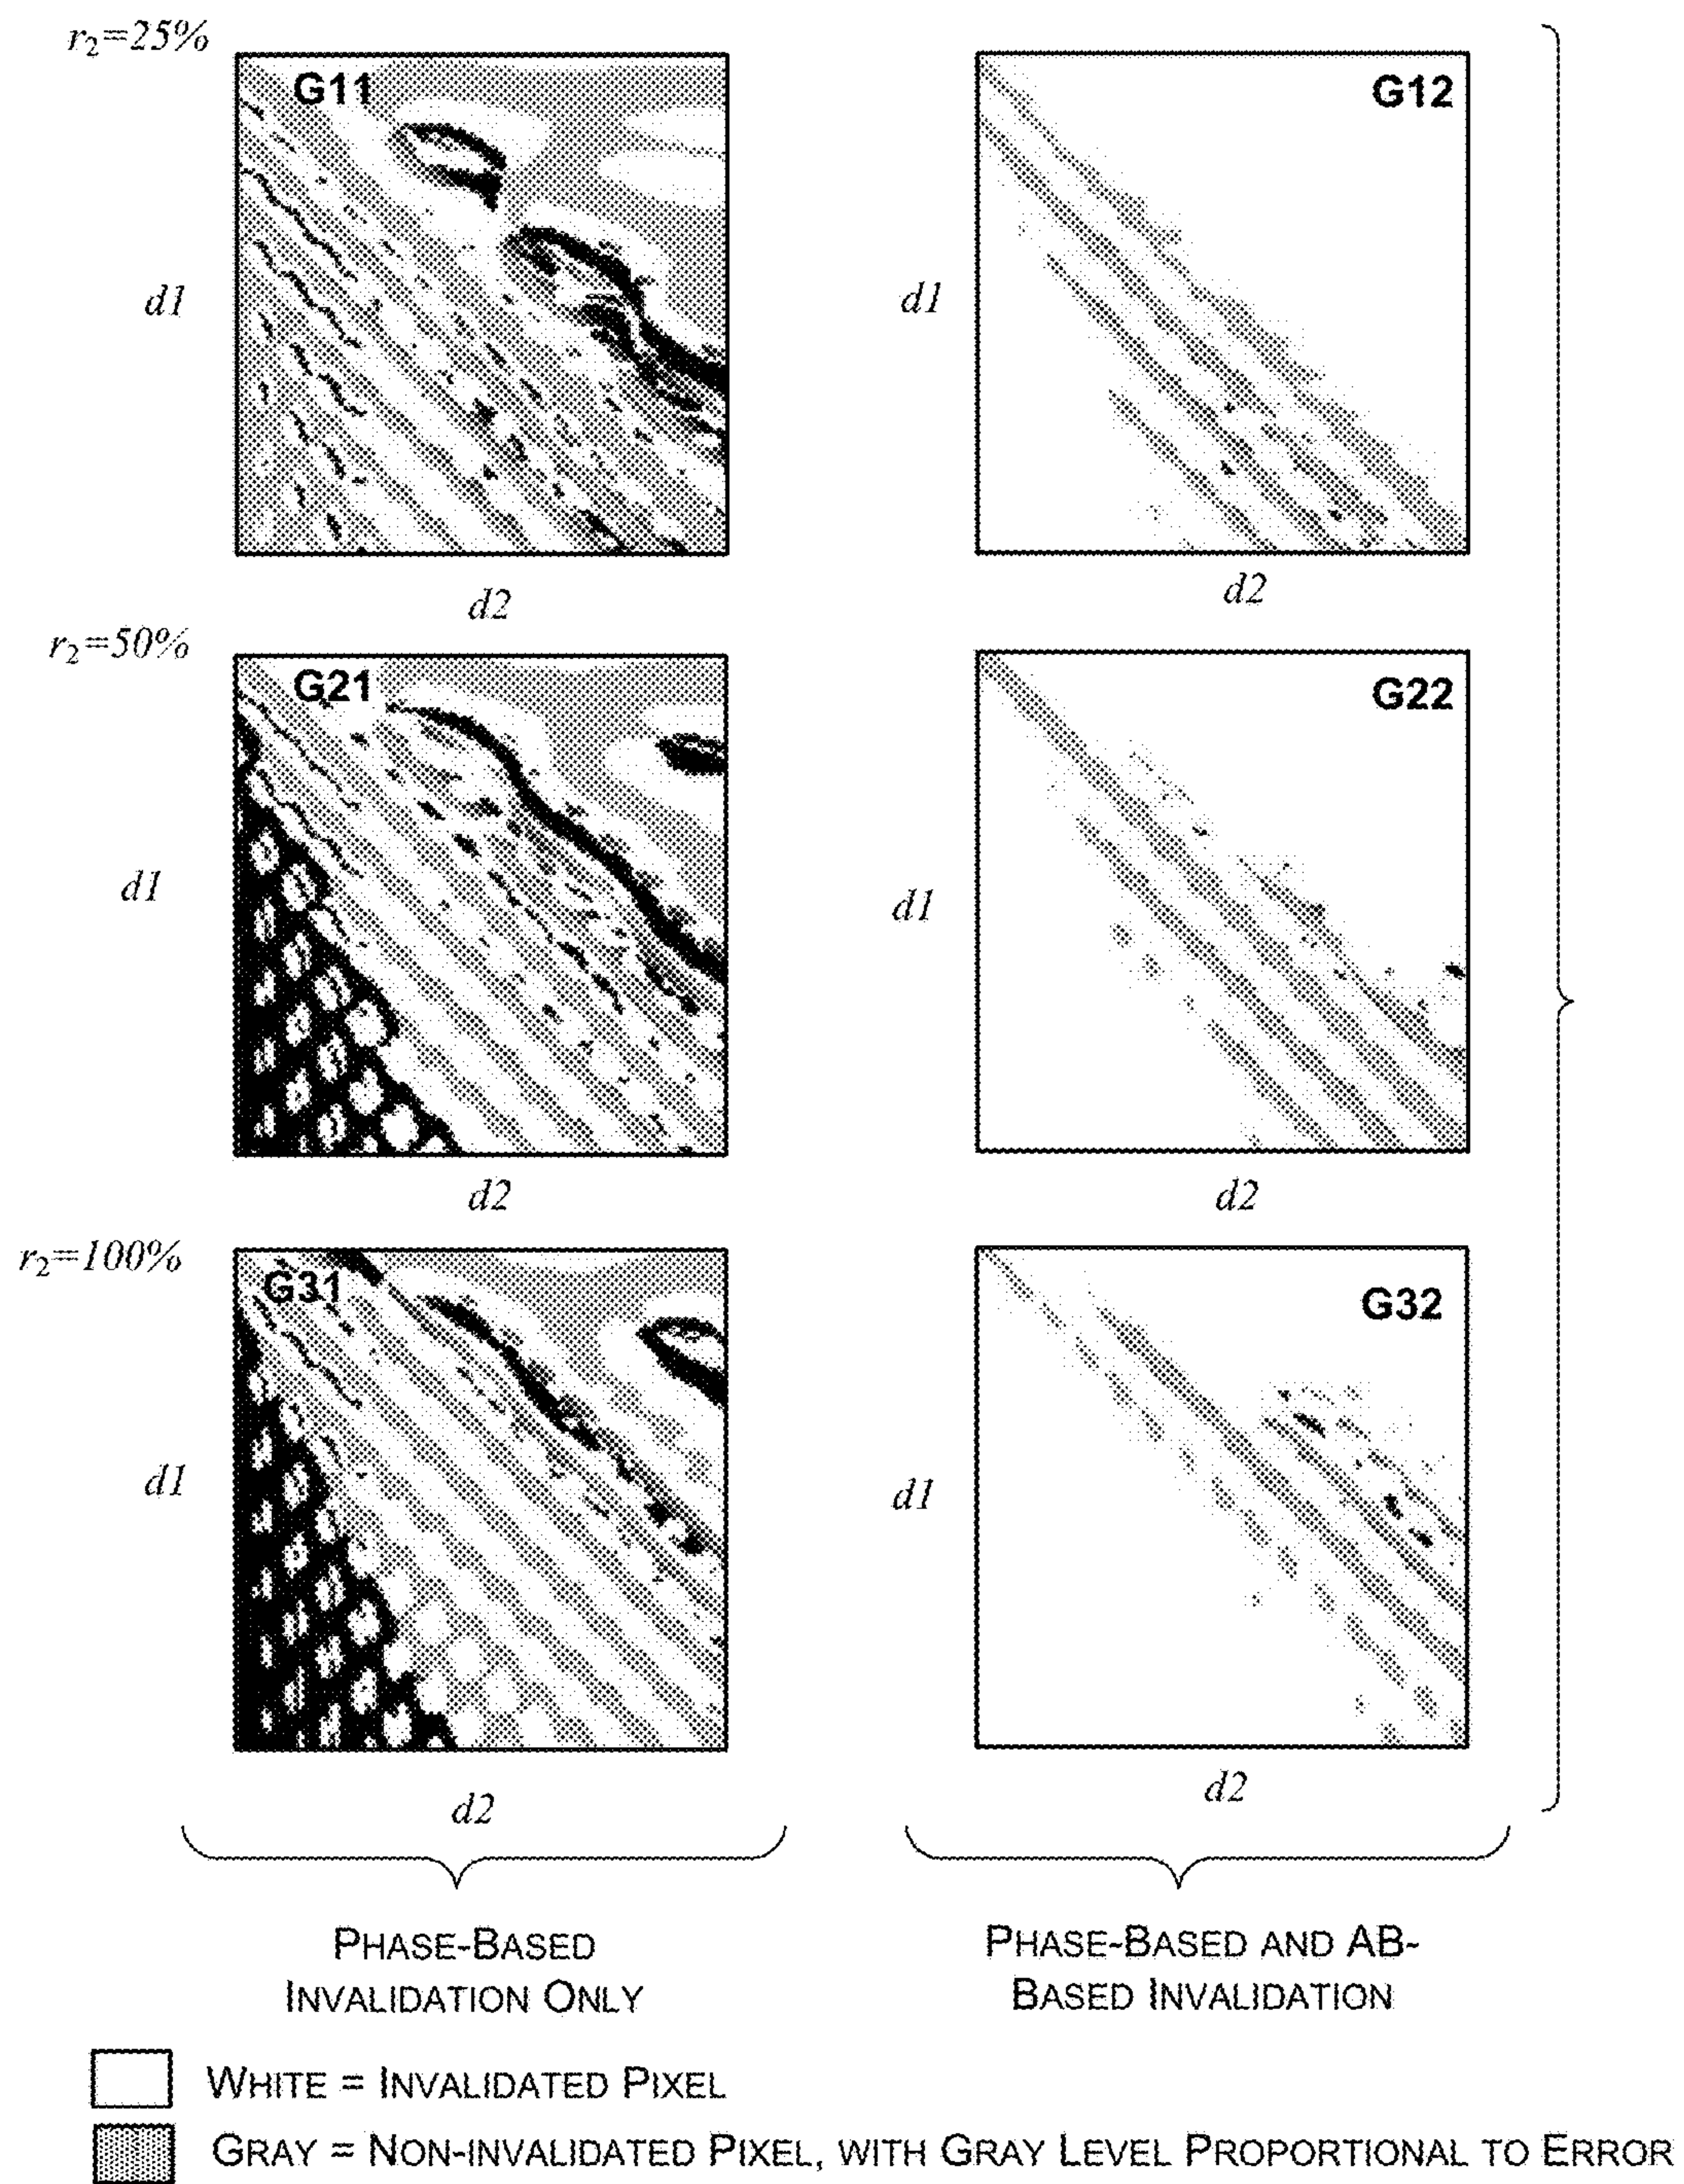 r₂=25%
G11
G12
d1
d1
d2
d2
r₂=50%
G21
G22
d1
d1
d2
d2
r₂=100%
G31
G32
d1
d1
d2
d2
PHASE-BASED
INVALIDATION ONLY
PHASE-BASED AND AB-
BASED INVALIDATION
WHITE = INVALIDATED PIXEL
GRAY = NON-INVALIDATED PIXEL, WITH GRAY LEVEL PROPORTIONAL TO ERROR